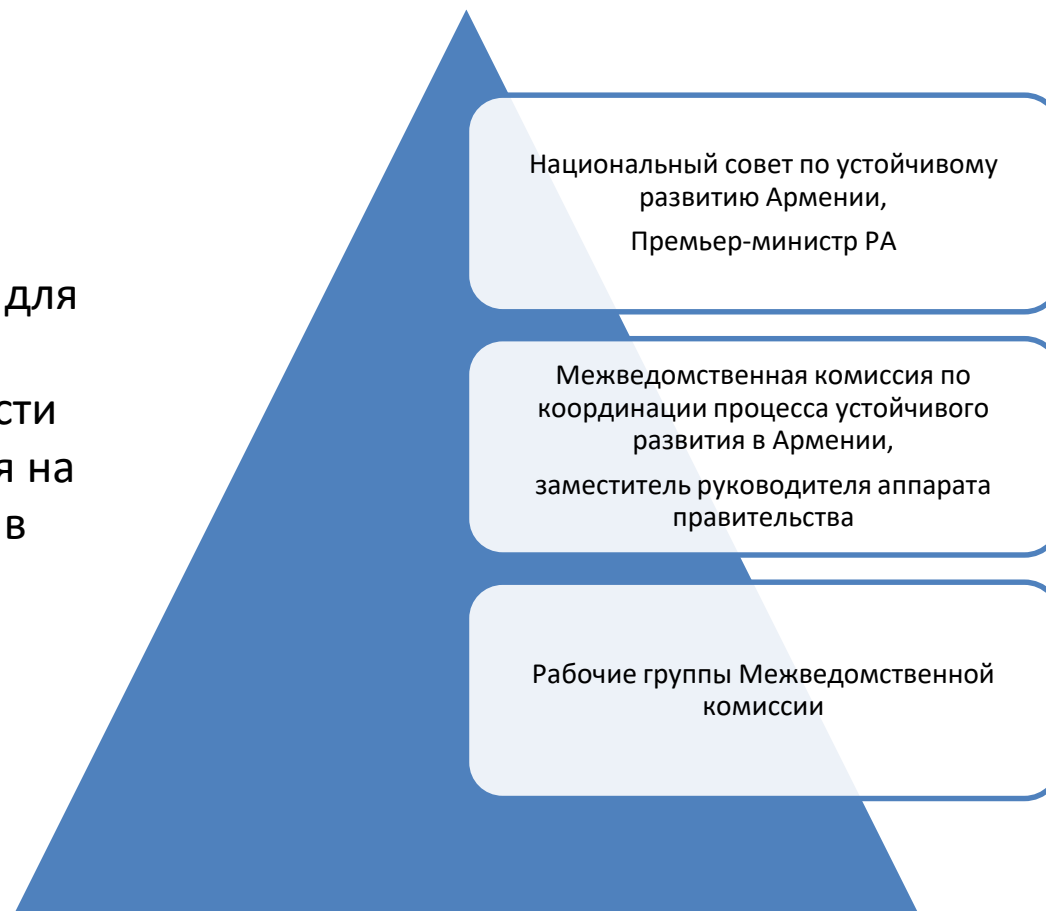 для
сти
я на
в
Национальный совет по устойчивому
развитию Армении,
Премьер-министр РА
Межведомственная комиссия по
координации процесса устойчивого
развития в Армении,
заместитель руководителя аппарата
правительства
Рабочие группы Межведомственной
комиссии